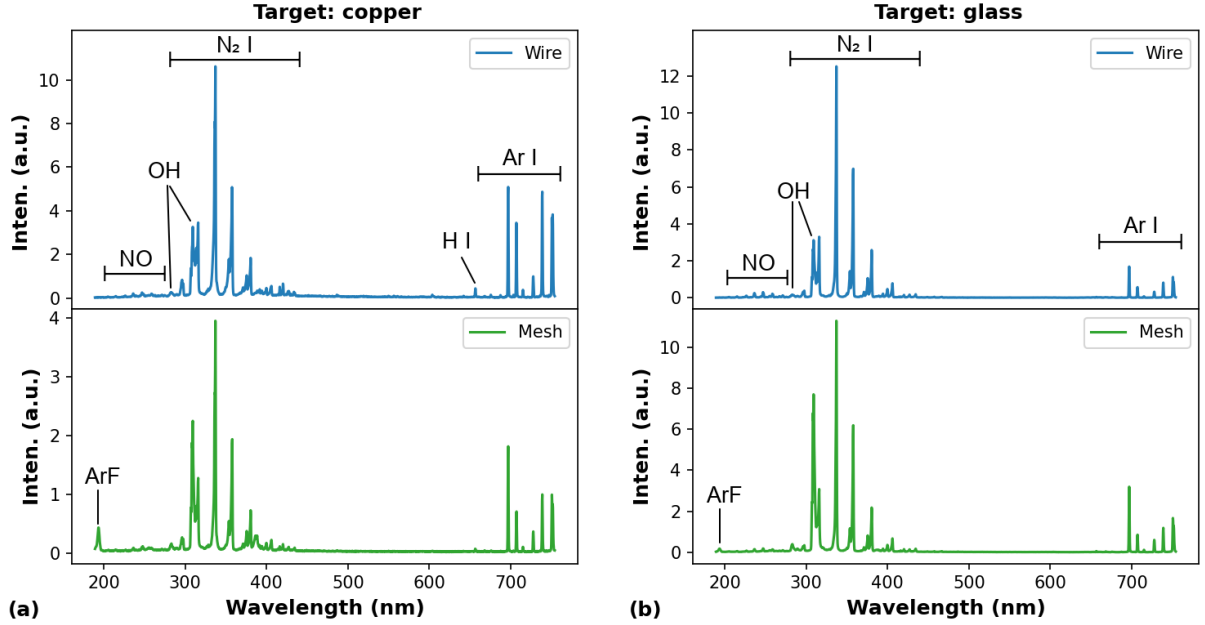 Target: copper
N₂ I
Wire
OH
NO
H I
Ar I
Inten. (a.u.)
0
2
4
6
8
10
Mesh
ArF
Inten. (a.u.)
0
1
2
3
4
200 300 400 500 600 700
Wavelength (nm)
(a)
Target: glass
N₂ I
Wire
OH
NO
Ar I
Inten. (a.u.)
0
2
4
6
8
10
12
Mesh
ArF
Inten. (a.u.)
0
2
4
6
8
10
200 300 400 500 600 700
Wavelength (nm)
(b)